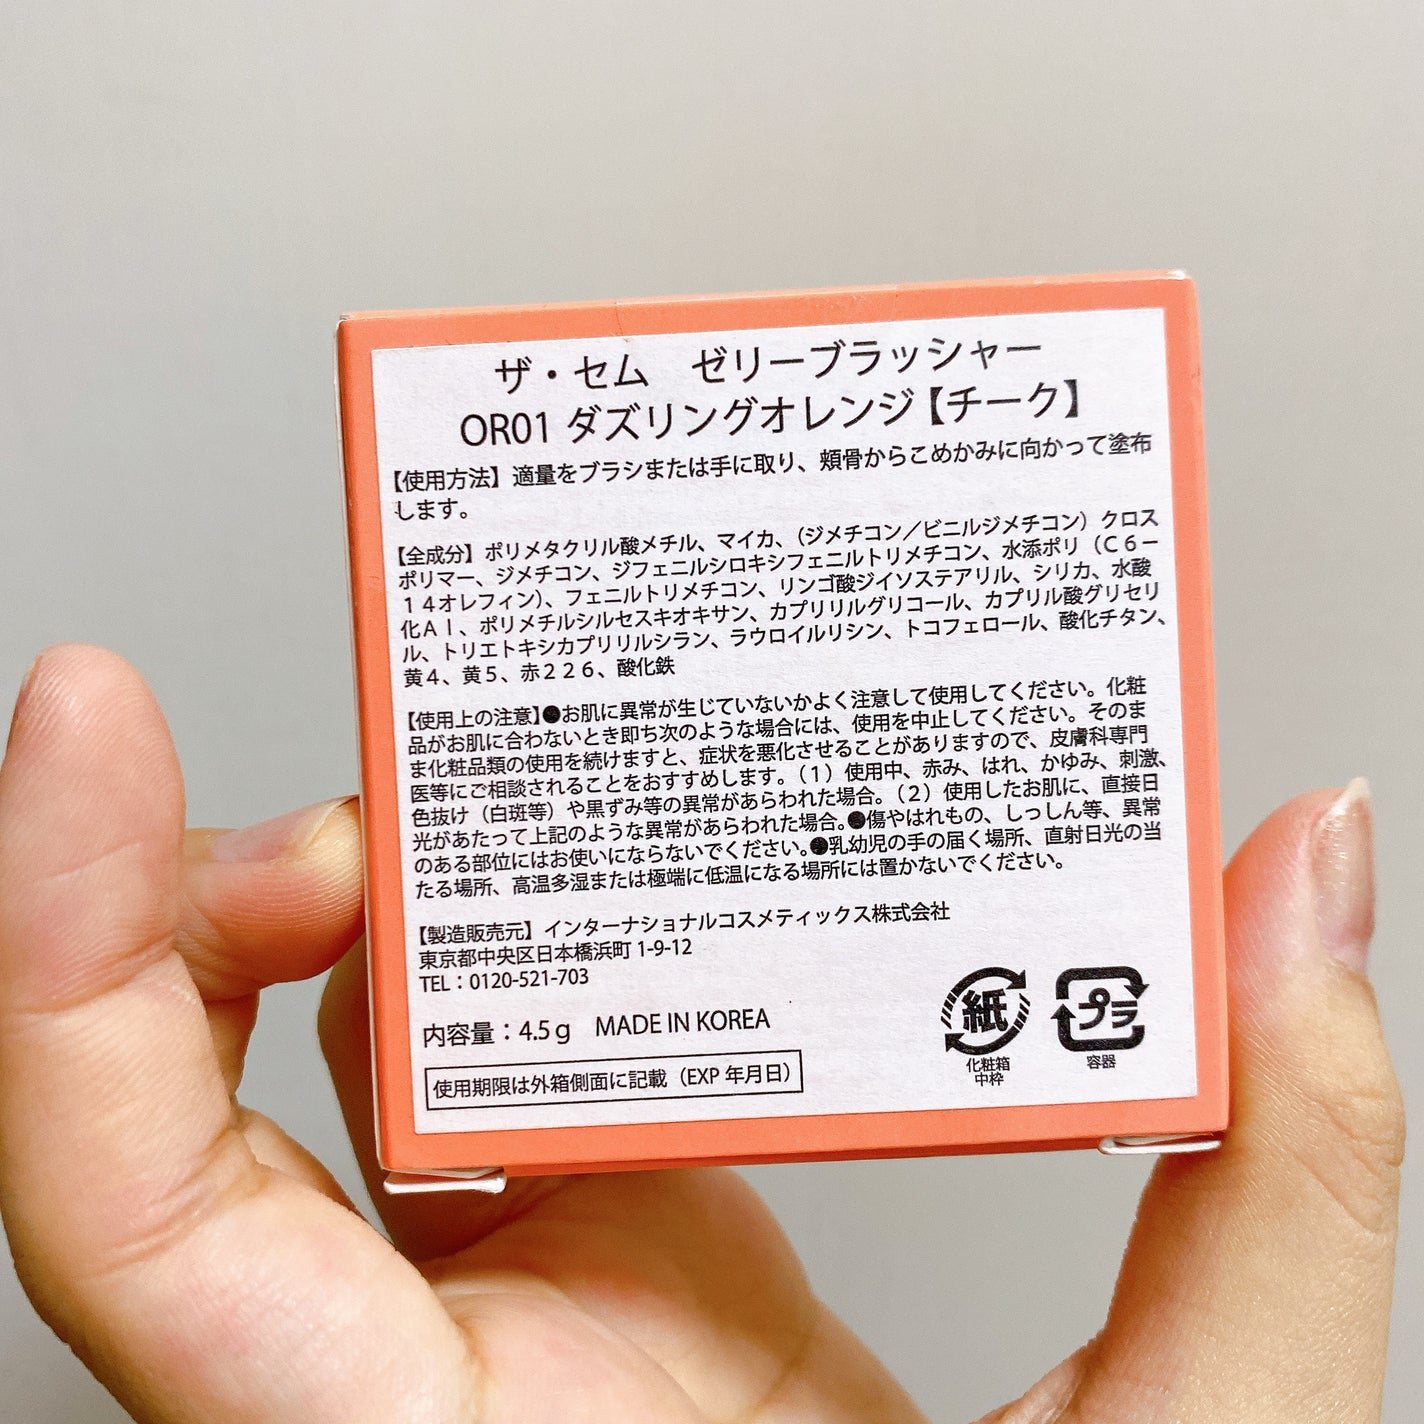 ザ・セム　ゼリーブラッシャー
OR01 ダズリングオレンジ【チーク】
【使用方法】適量をブラシまたは手に取り、頬骨からこめかみに向かって塗布
します。
【全成分】ポリメタクリル酸メチル、マイカ、（ジメチコン／ビニルジメチコン）クロス
ポリマー、ジメチコン、ジフェニルシロキシフェニルトリメチコン、水添ポリ（Ｃ６－
１４オレフィン）、フェニルトリメチコン、リンゴ酸ジイソステアリル、シリカ、水酸
化Ａｌ、ポリメチルシルセスキオキサン、カプリリルグリコール、カプリル酸グリセリ
ル、トリエトキシカプリリルシラン、ラウロイルリシン、トコフェロール、酸化チタン、
黄４、黄５、赤２２６、酸化鉄
【使用上の注意】●お肌に異常が生じていないかよく注意して使用してください。化粧
品がお肌に合わないとき即ち次のような場合には、使用を中止してください。そのま
ま化粧品類の使用を続けますと、症状を悪化させることがありますので、皮膚科専門
医等にご相談されることをおすすめします。（１）使用中、赤み、はれ、かゆみ、刺激、
色抜け（白斑等）や黒ずみ等の異常があらわれた場合。（２）使用したお肌に、直接日
光があたって上記のような異常があらわれた場合。●傷やはれもの、しっしん等、異常
のある部位にはお使いにならないでください。●乳幼児の手の届く場所、直射日光の当
たる場所、高温多湿または極端に低温になる場所には置かないでください。
【製造販売元】インターナショナルコスメティックス株式会社
東京都中央区日本橋浜町 1-9-12
TEL：0120-521-703
内容量：4.5ｇ　MADE IN KOREA
使用期限は外箱側面に記載（EXP 年月日）
紙
化粧箱
中枠
プラ
容器